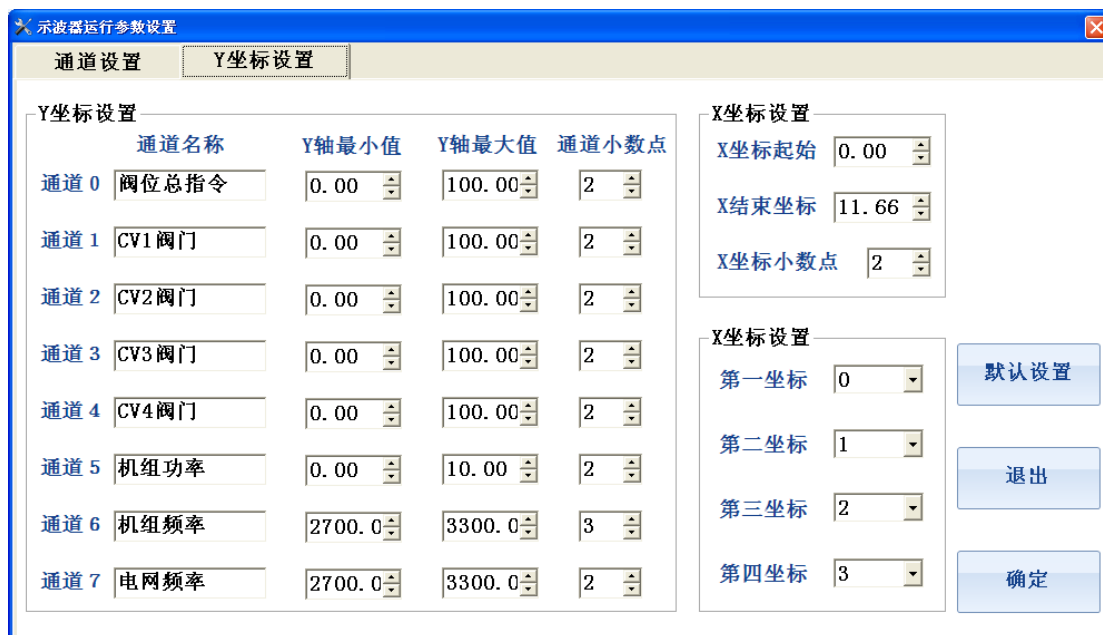 示波器运行参数设置
通道设置 Y坐标设置
Y坐标设置
通道名称 Y轴最小值 Y轴最大值 通道小数点
通道 0 阀位总指令 0.00 100.00 2
通道 1 CV1阀门 0.00 100.00 2
通道 2 CV2阀门 0.00 100.00 2
通道 3 CV3阀门 0.00 100.00 2
通道 4 CV4阀门 0.00 100.00 2
通道 5 机组功率 0.00 10.00 2
通道 6 机组频率 2700.0 3300.0 3
通道 7 电网频率 2700.0 3300.0 2
X坐标设置
X坐标起始 0.00
X结束坐标 11.66
X坐标小数点 2
X坐标设置
第一坐标 0
第二坐标 1
第三坐标 2
第四坐标 3
默认设置
退出
确定